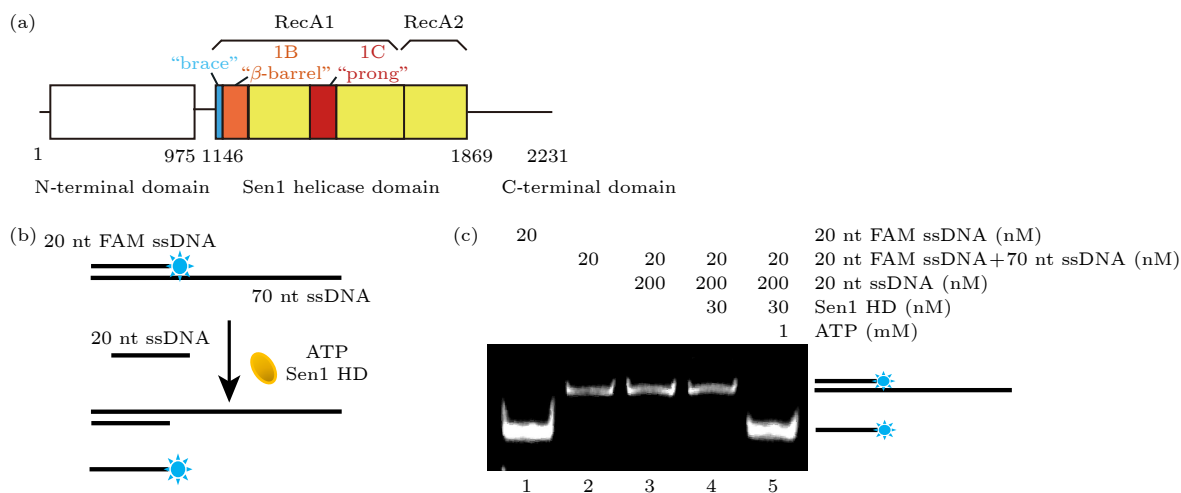 (a)
RecA1 RecA2
1B 1C
“brace” “β-barrel” “prong”
1 975 1146 1869 2231
N-terminal domain Sen1 helicase domain C-terminal domain
(b)
20 nt FAM ssDNA
70 nt ssDNA
20 nt ssDNA
ATP
Sen1 HD
(c)
20 20 nt FAM ssDNA (nM)
20 20 20 20 20 nt FAM ssDNA+70 nt ssDNA (nM)
200 200 200 20 nt ssDNA (nM)
30 30 Sen1 HD (nM)
1 ATP (mM)
1 2 3 4 5